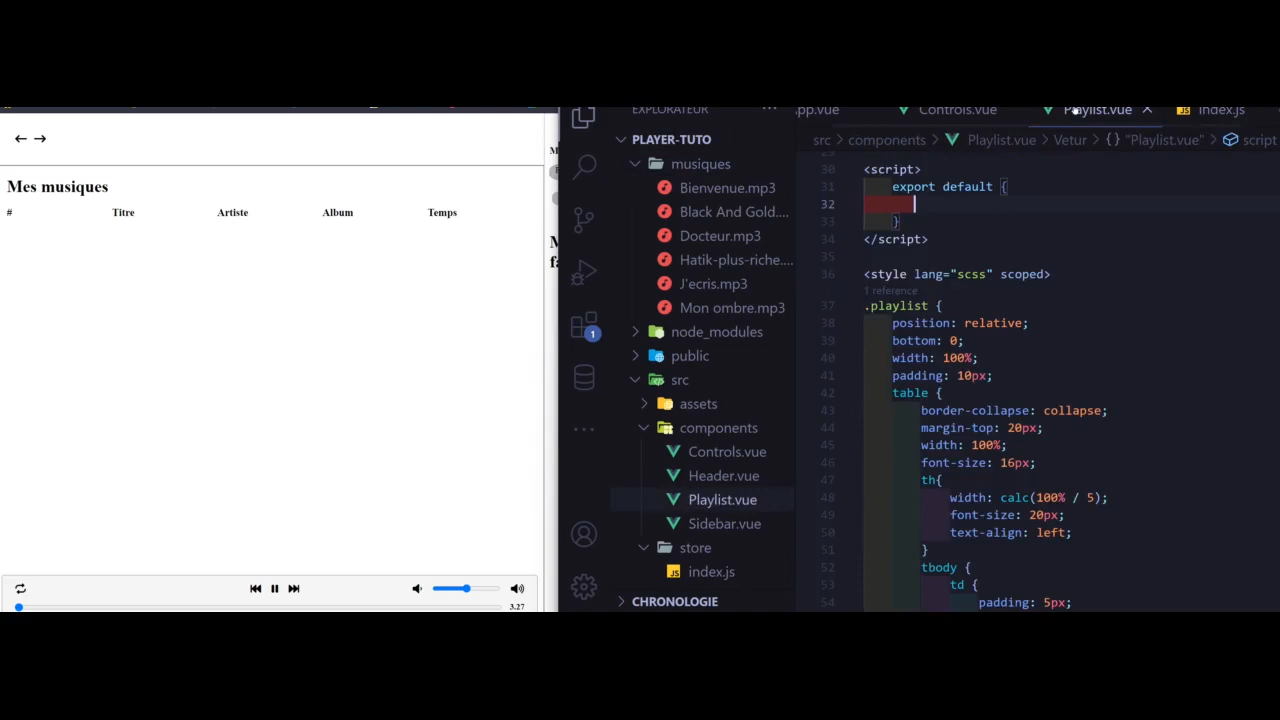 ← →
Mes musiques
# Titre Artiste Album Temps
3.27
EXPLORATEUR ...
PLAYER-TUTO
musiques
Bienvenue.mp3
Black And Gold....
Docteur.mp3
Hatik-plus-riche....
J'ecris.mp3
Mon ombre.mp3
node_modules
public
src
assets
components
Controls.vue
Header.vue
Playlist.vue
Sidebar.vue
store
JS index.js
CHRONOLOGIE
1
pp.vue Controls.vue Playlist.vue JS index.js
src > components > Playlist.vue > Vetur > {} "Playlist.vue" > script
29
30 <script>
31 export default {
32
33 }
34 </script>
35
36 <style lang="scss" scoped>
1 reference
37 .playlist {
38 position: relative;
39 bottom: 0;
40 width: 100%;
41 padding: 10px;
42 table {
43 border-collapse: collapse;
44 margin-top: 20px;
45 width: 100%;
46 font-size: 16px;
47 th{
48 width: calc(100% / 5);
49 font-size: 20px;
50 text-align: left;
51 }
52 tbody {
53 td {
54 padding: 5px;